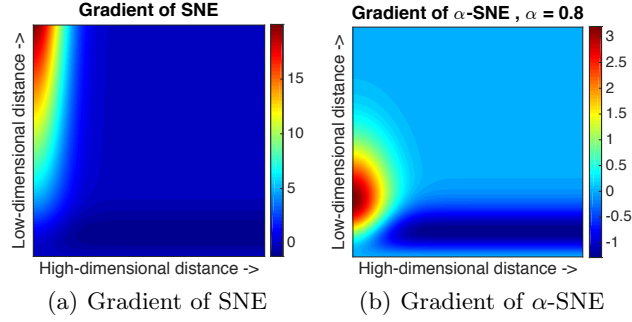 Gradient of SNE
Low-dimensional distance ->
High-dimensional distance ->
15
10
5
0
(a) Gradient of SNE
Gradient of α-SNE , α = 0.8
Low-dimensional distance ->
High-dimensional distance ->
3
2.5
2
1.5
1
0.5
0
-0.5
-1
(b) Gradient of α-SNE